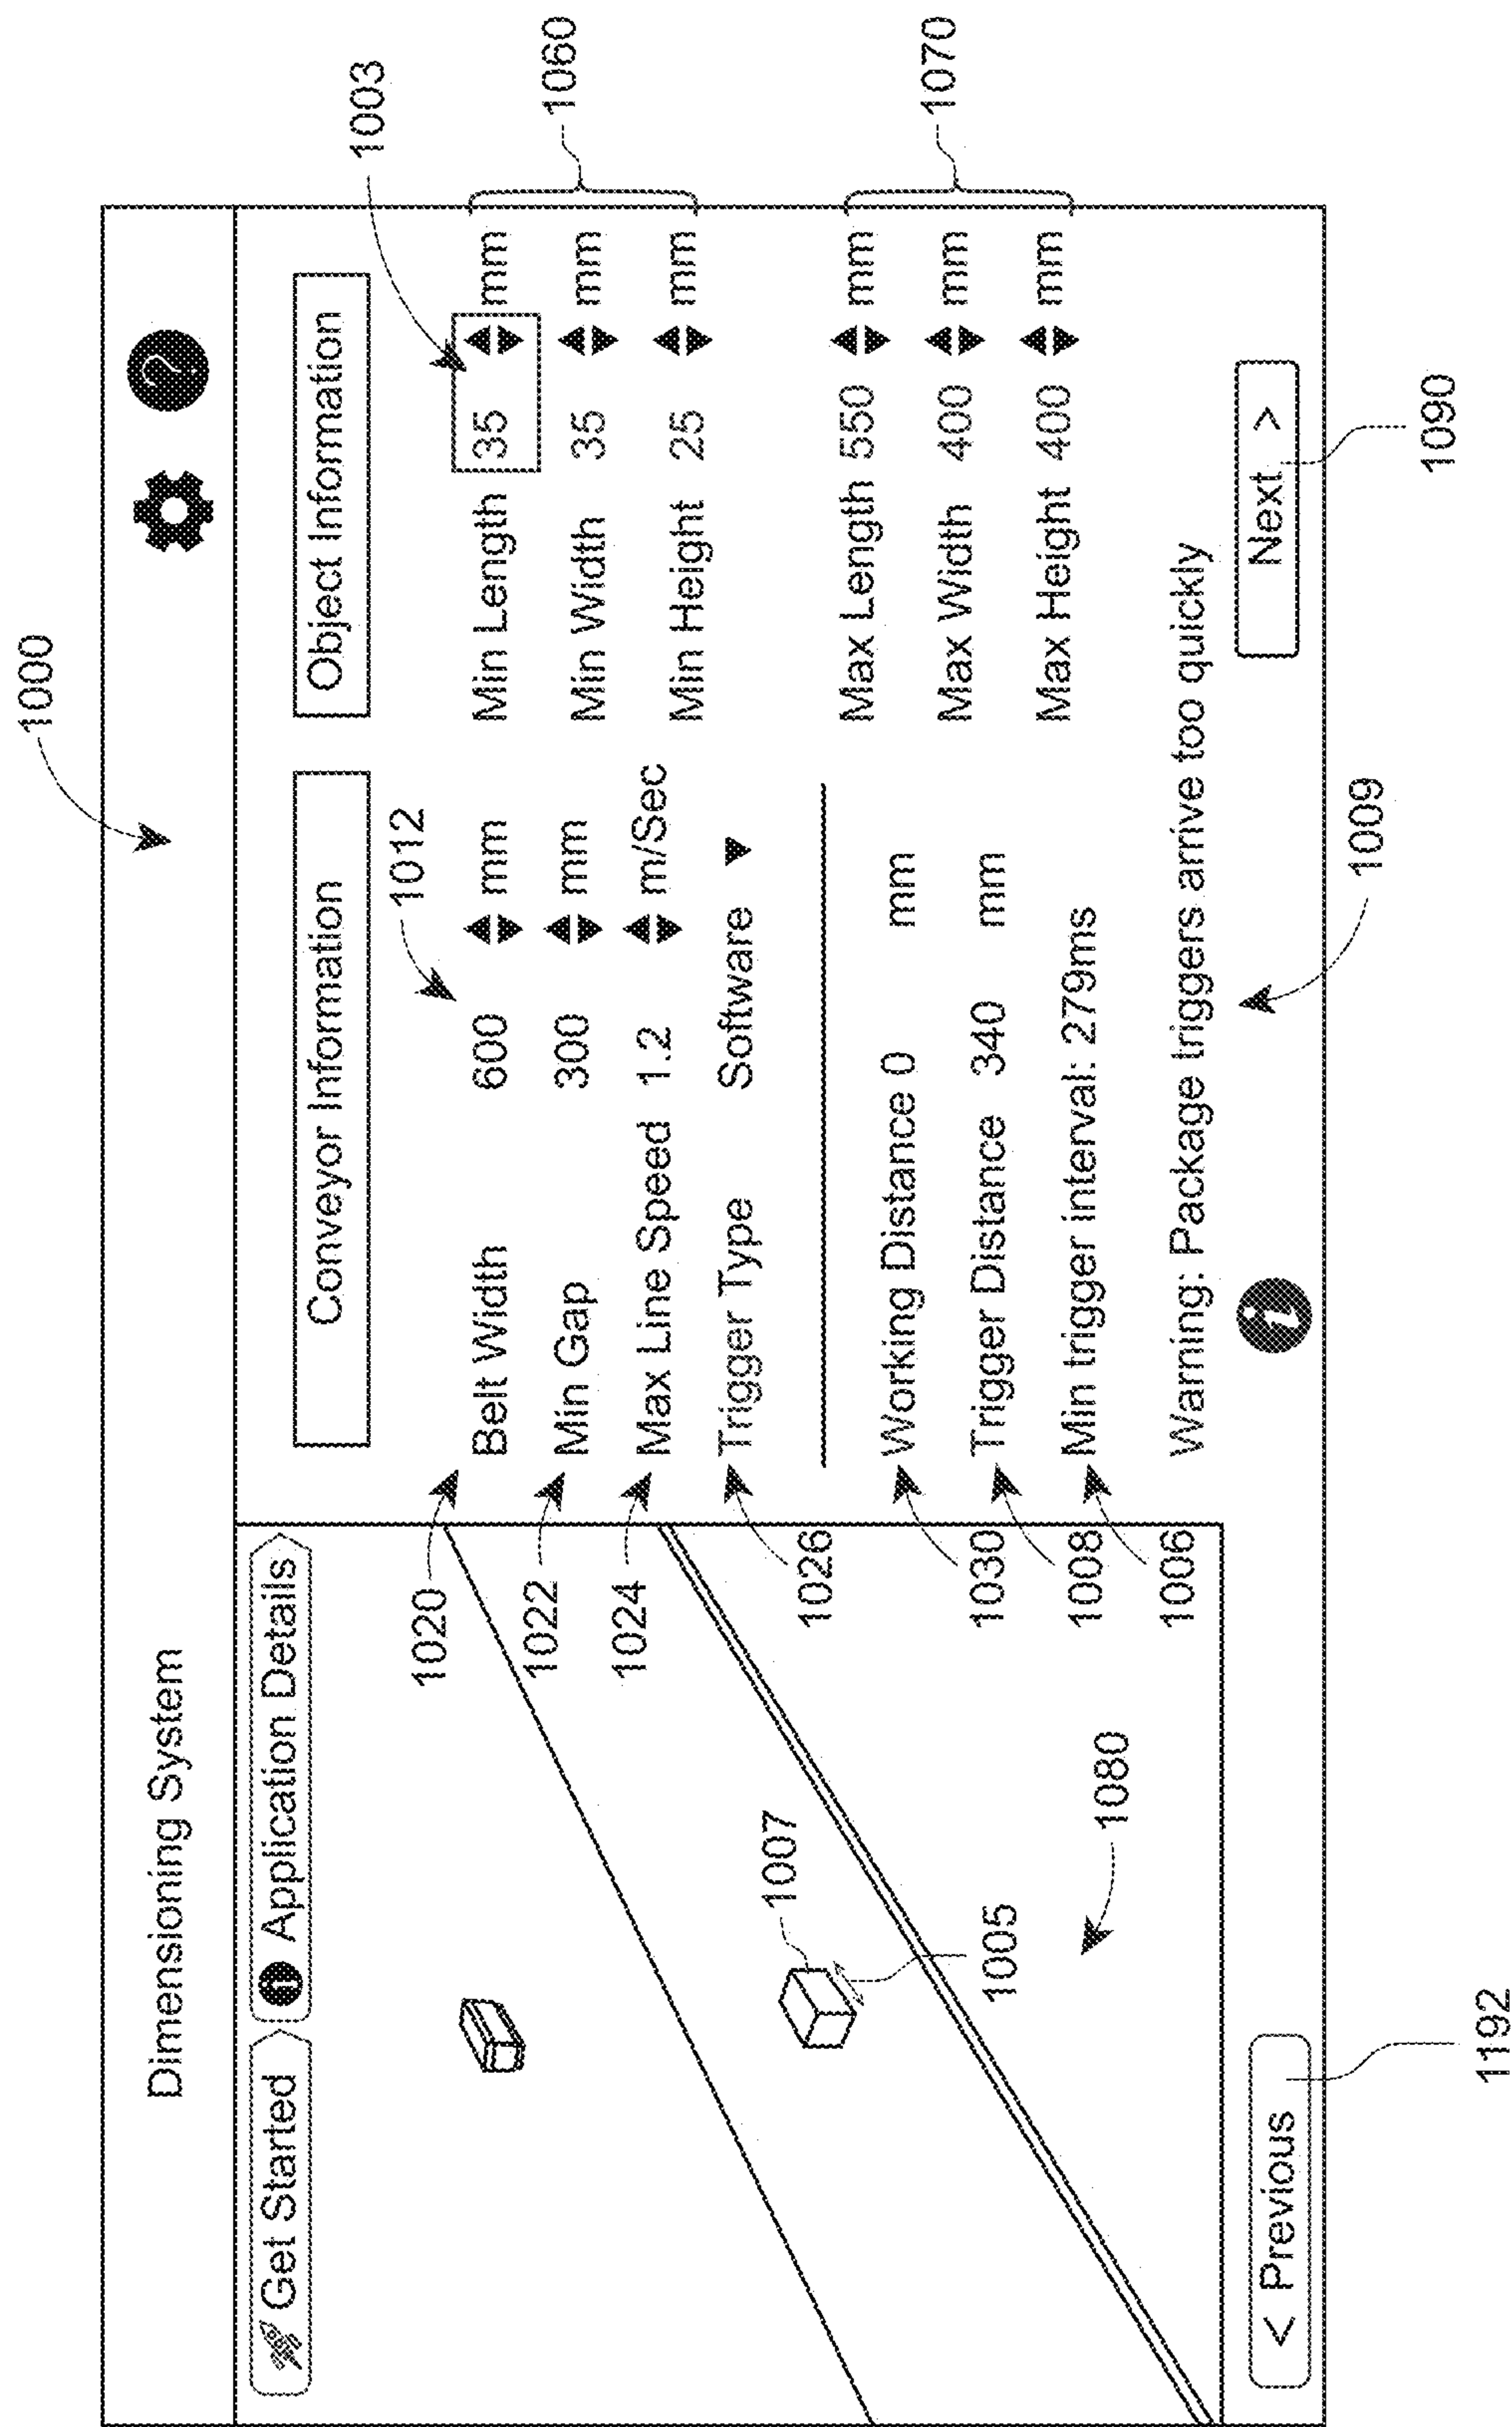 1000
Dimensioning System
?
Get Started
i Application Details
Conveyor Information
Object Information
1012
1003
1020
Belt Width 600 mm
Min Length 35 mm
1022
Min Gap 300 mm
Min Width 35 mm
1060
1024
Max Line Speed 1.2 m/Sec
Min Height 25 mm
1026
Trigger Type Software
1007
1005
1030
Working Distance 0 mm
Max Length 550 mm
1008
Trigger Distance 340 mm
Max Width 400 mm
1070
1006
Min trigger interval: 279ms
Max Height 400 mm
1080
Warning: Package triggers arrive too quickly
i
< Previous
Next >
1009
1090
1192